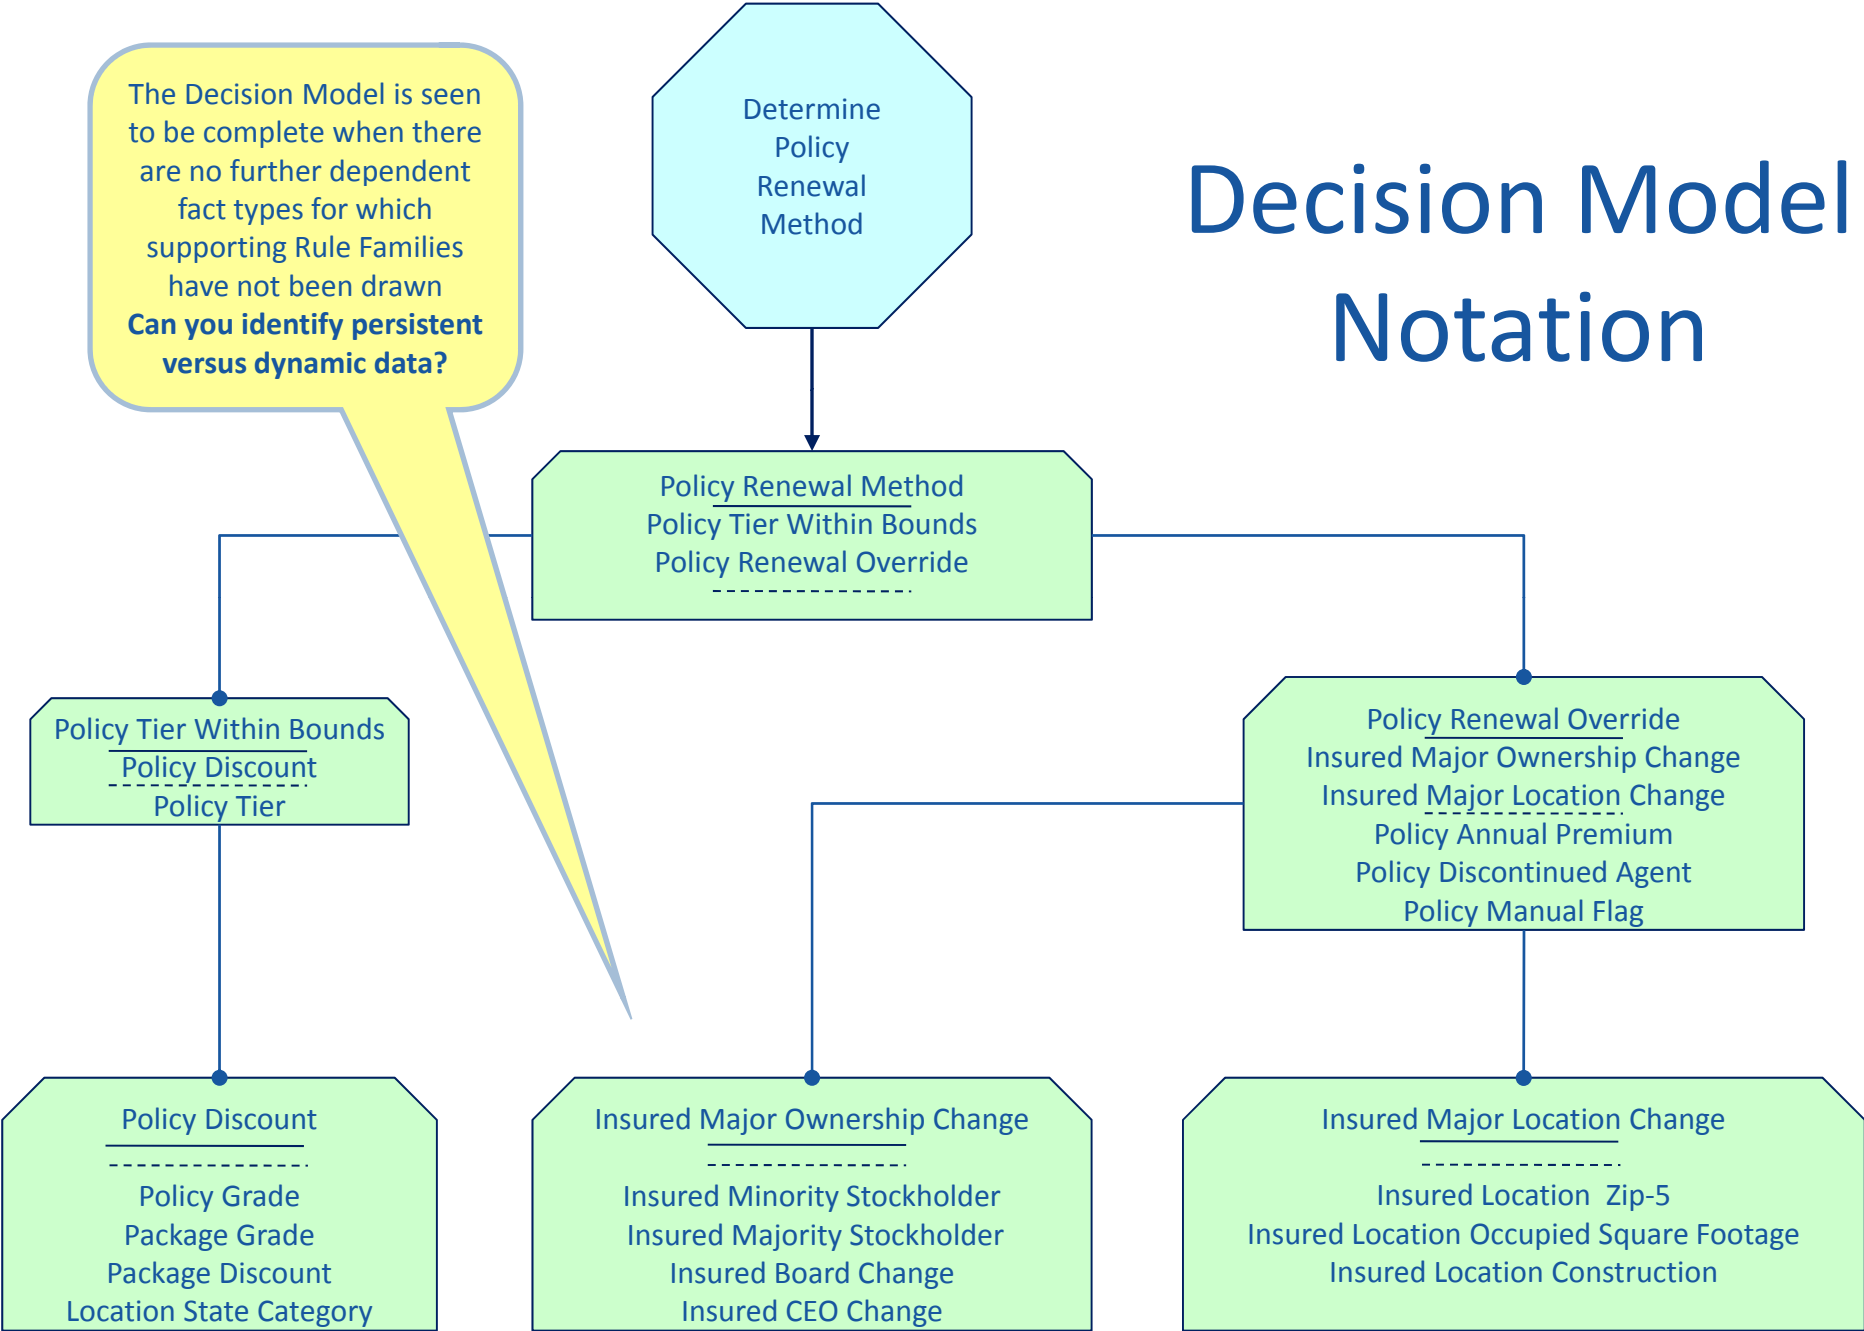 The Decision Model is seen
to be complete when there
are no further dependent
fact types for which
supporting Rule Families
have not been drawn
Can you identify persistent
versus dynamic data?
Determine
Policy
Renewal
Method
Decision Model
Notation
Policy Renewal Method
Policy Tier Within Bounds
Policy Renewal Override
Policy Tier Within Bounds
Policy Discount
Policy Tier
Policy Renewal Override
Insured Major Ownership Change
Insured Major Location Change
Policy Annual Premium
Policy Discontinued Agent
Policy Manual Flag
Policy Discount
Policy Grade
Package Grade
Package Discount
Location State Category
Insured Major Ownership Change
Insured Minority Stockholder
Insured Majority Stockholder
Insured Board Change
Insured CEO Change
Insured Major Location Change
Insured Location  Zip-5
Insured Location Occupied Square Footage
Insured Location Construction